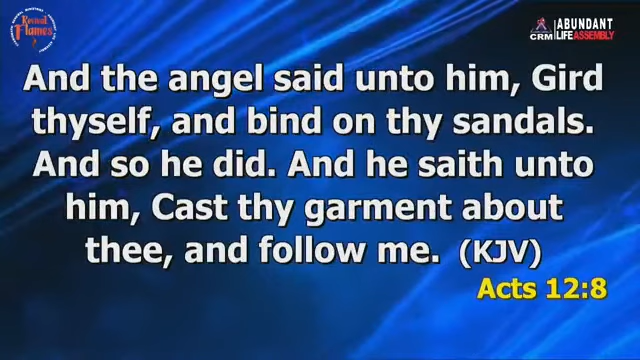 Revival
Flames
CRM
ABUNDANT
LIFE ASSEMBLY
And the angel said unto him, Gird
thyself, and bind on thy sandals.
And so he did. And he saith unto
him, Cast thy garment about
thee, and follow me. (KJV)
Acts 12:8